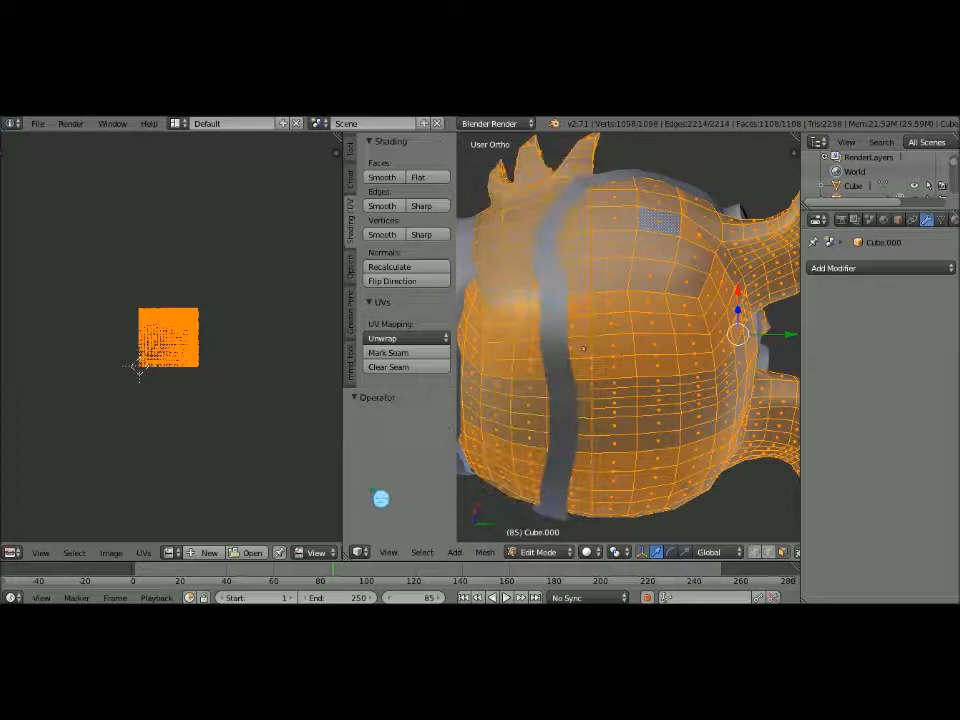 File Render Window Help Default Scene Blender Render v2.71 | Verts:1098/1098 | Edges:2214/2214 | Faces:1108/1108 | Tris:2298 | Mem:21.59M (25.59M) | Cube
View Search All Scenes
RenderLayers
World
Cube
Cube.000
Add Modifier
Shading
Faces:
Smooth Flat
Edges:
Smooth Sharp
Vertices:
Smooth Sharp
Normals:
Recalculate
Flip Direction
UVs
UV Mapping:
Unwrap
Mark Seam
Clear Seam
Operator
Shading/UV
Grease Penc
User Ortho
(85) Cube.000
View Select Image UVs New Open View
View Select Add Mesh Edit Mode Global
-40 -20 0 20 40 60 80 100 120 140 160 180 200 220 240 260 280
View Marker Frame Playback Start: 1 End: 250 85 No Sync